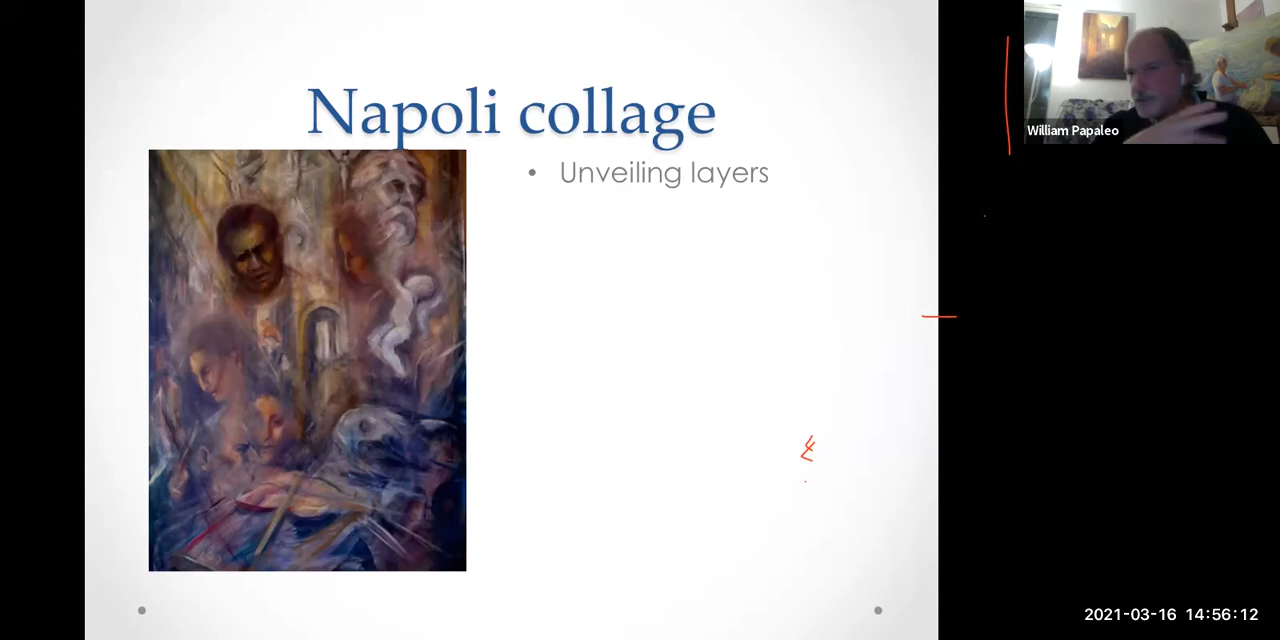 Napoli collage
• Unveiling layers
William Papaleo
2021-03-16 14:56:12